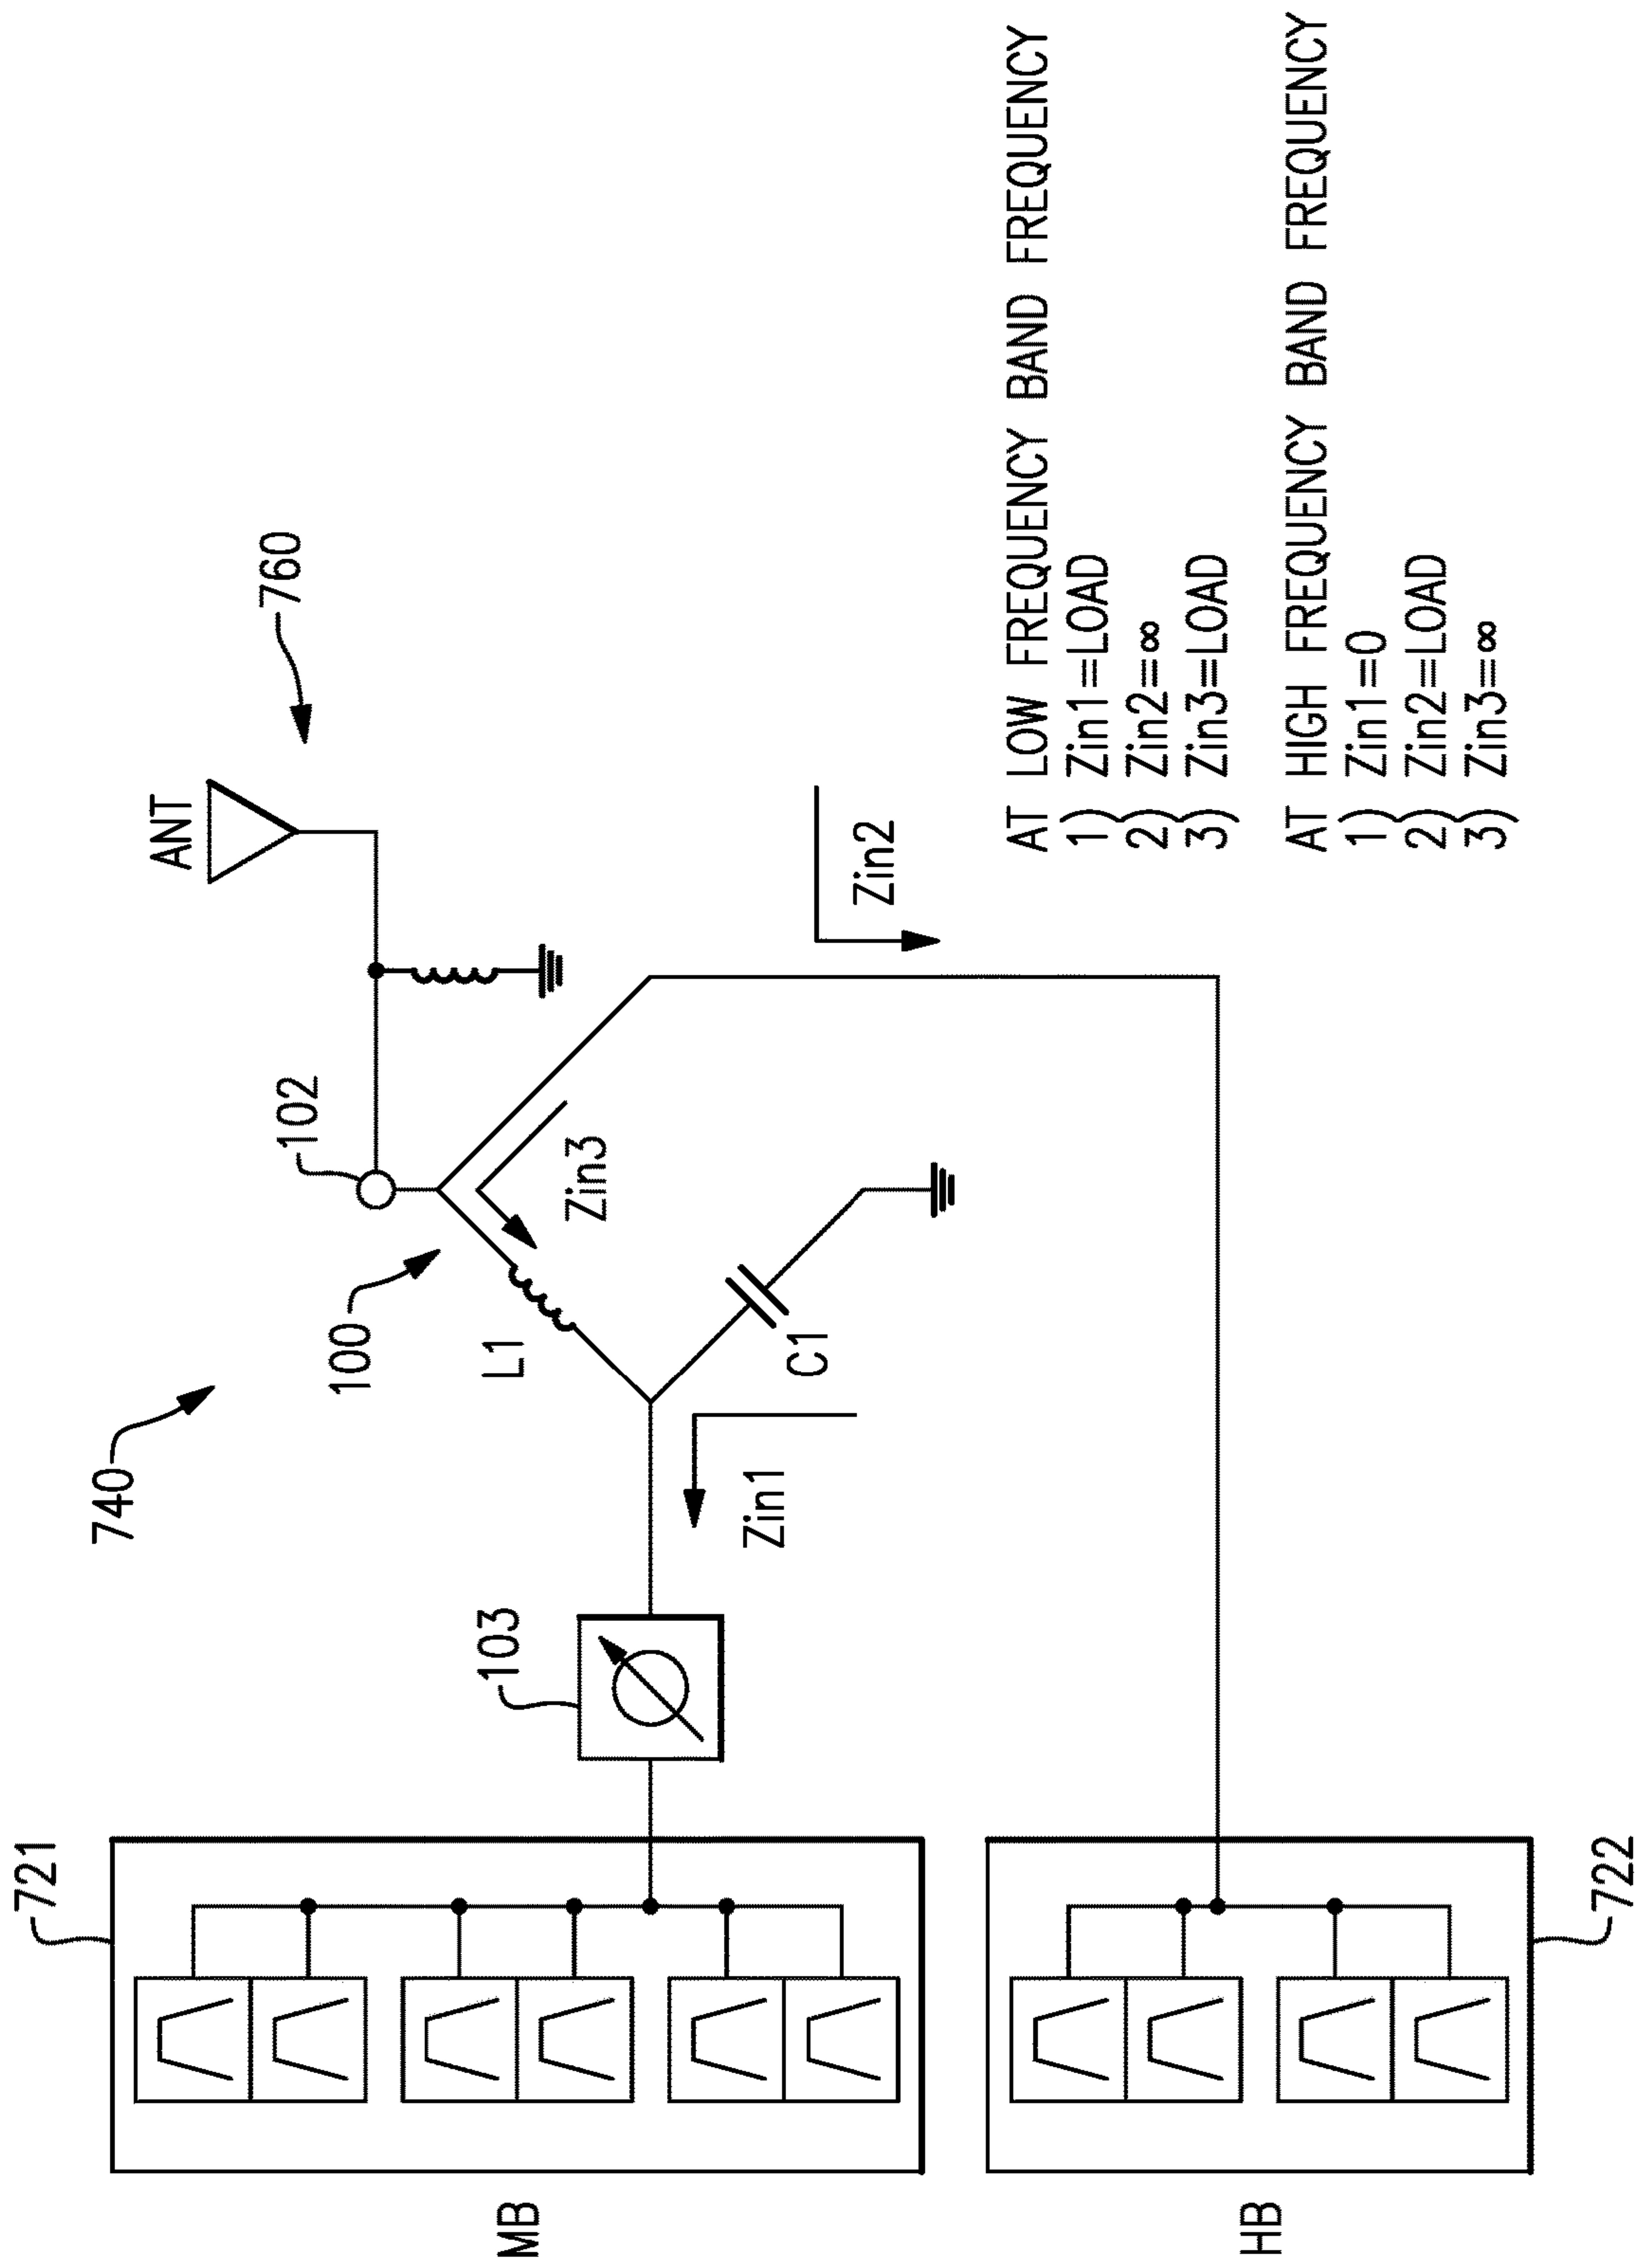 740
760
ANT
100
102
721
103
L1
Zin3
MB
Zin1
C1
Zin2
HB
722
AT LOW FREQUENCY BAND FREQUENCY
1) Zin1=LOAD
2) Zin2=∞
3) Zin3=LOAD
AT HIGH FREQUENCY BAND FREQUENCY
1) Zin1=0
2) Zin2=LOAD
3) Zin3=∞